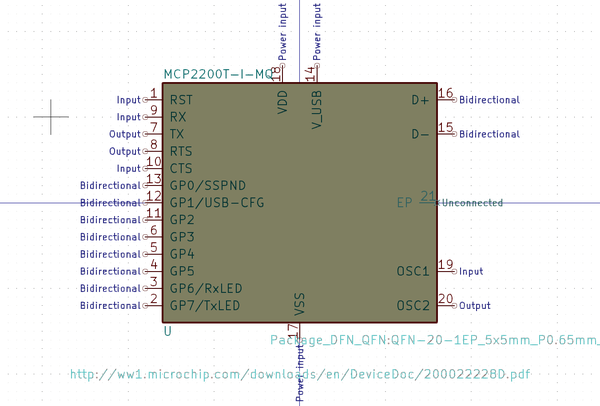 Power input
Power input
MCP2200T-I-MQ
18
14
VDD
V_USB
Input 1 RST
D+ 16 Bidirectional
Input 9 RX
Output 7 TX
D- 15 Bidirectional
Output 8 RTS
Input 10 CTS
Bidirectional 13 GP0/SSPND
Bidirectional 12 GP1/USB-CFG
EP 21 Unconnected
Bidirectional 11 GP2
Bidirectional 6 GP3
Bidirectional 5 GP4
Bidirectional 4 GP5
OSC1 19 Input
Bidirectional 3 GP6/RxLED
Bidirectional 2 GP7/TxLED
OSC2 20 Output
VSS
U
17
Package_DFN_QFN:QFN-20-1EP_5x5mm_P0.65mm_
Power input
http://ww1.microchip.com/downloads/en/DeviceDoc/200022228D.pdf